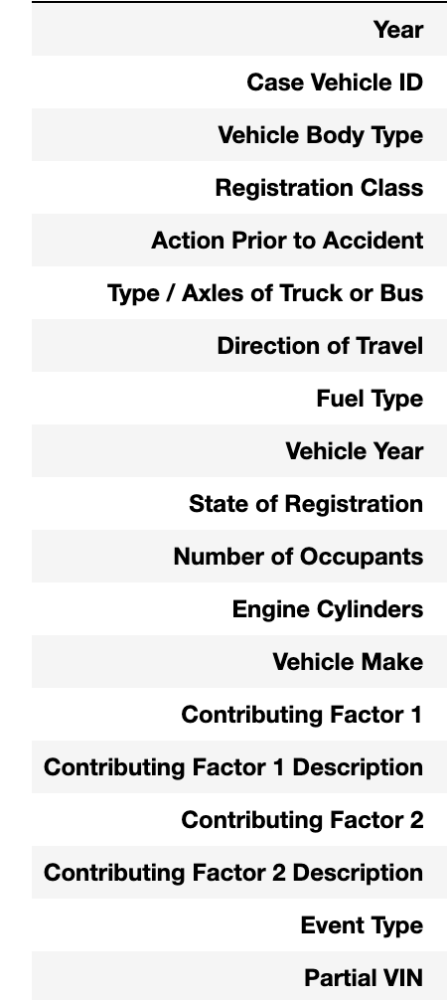 Year
Case Vehicle ID
Vehicle Body Type
Registration Class
Action Prior to Accident
Type / Axles of Truck or Bus
Direction of Travel
Fuel Type
Vehicle Year
State of Registration
Number of Occupants
Engine Cylinders
Vehicle Make
Contributing Factor 1
Contributing Factor 1 Description
Contributing Factor 2
Contributing Factor 2 Description
Event Type
Partial VIN